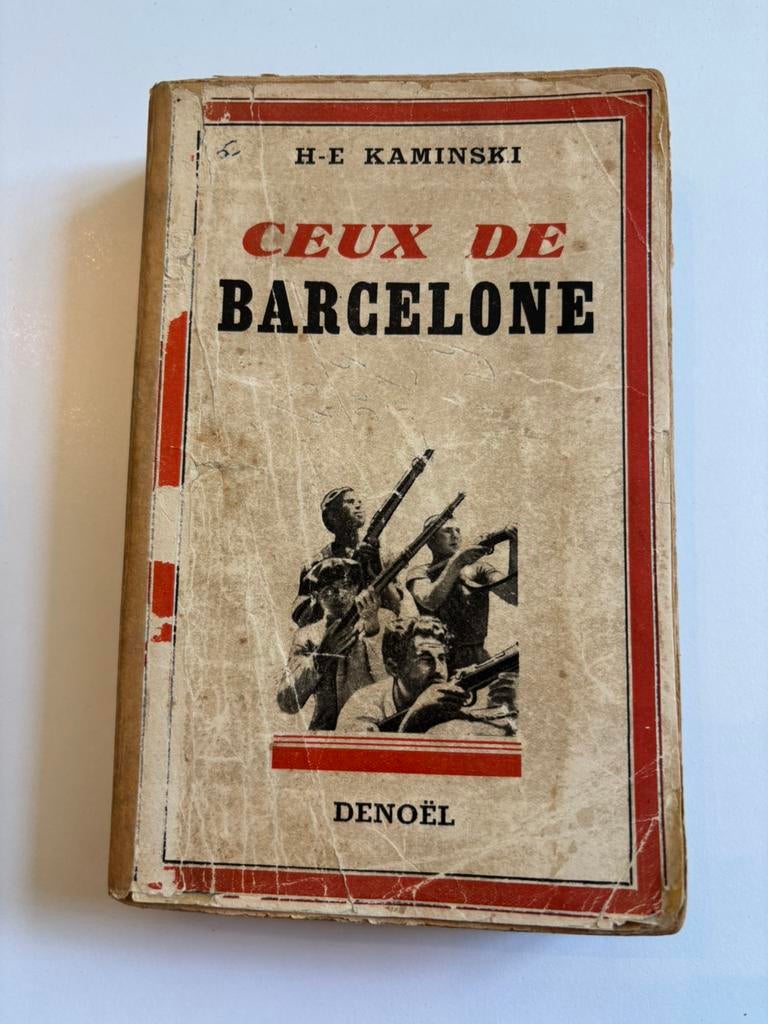 H-E KAMINSKI
CEUX DE
BARCELONE
DENOËL